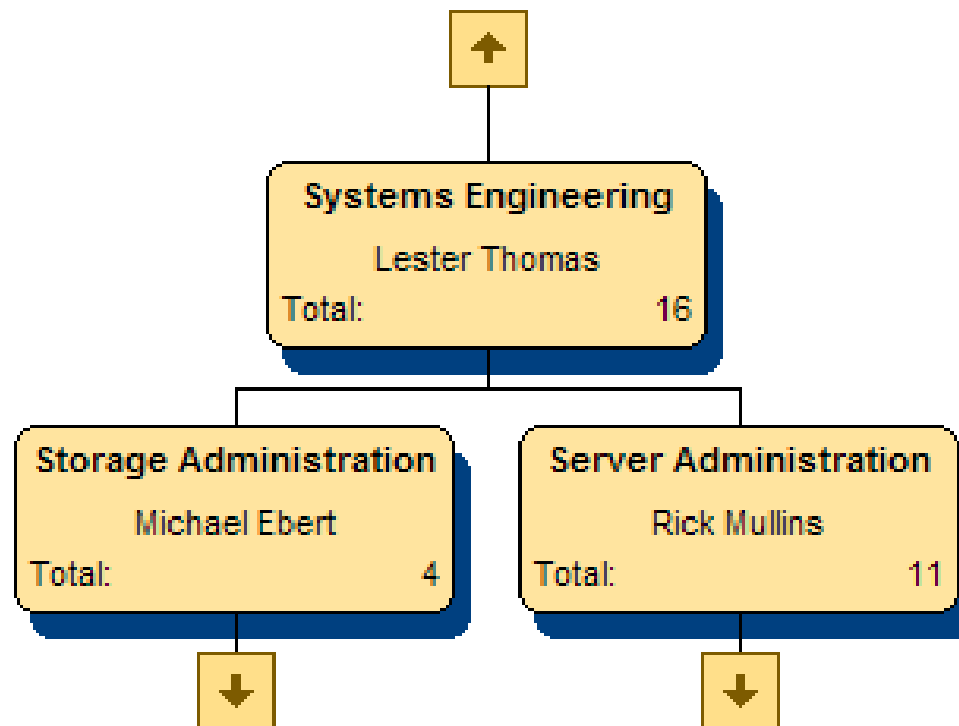 Systems Engineering
Lester Thomas
Total: 16
Storage Administration
Michael Ebert
Total: 4
Server Administration
Rick Mullins
Total: 11